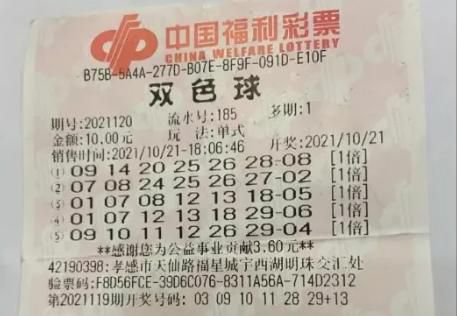 中国福利彩票
CHINA WELFARE LOTTERY
B75B-5A4A-277D-B07E-8F9F-091D-E10F
双色球
期号:2021120 流水号:185 多期:1
金额:10.00元 玩法:单式 开奖:2021/10/21
销售时间:2021/10/21-18:06:46
① 09 14 20 25 26 28-08 [1倍]
② 07 08 24 25 26 27-02 [1倍]
③ 01 07 08 12 13 18-05 [1倍]
④ 01 07 12 13 18 29-06 [1倍]
⑤ 09 10 11 26 29-04 [1倍]
**感谢您为公益事业贡献3.60元**
42190398:孝感市天仙路福星城宇西湖明珠交汇处
验票码:F8D56FCE-39D6C076-8311A56A-714D2312
第2021119期开奖号码:03 09 10 11 28 29+13